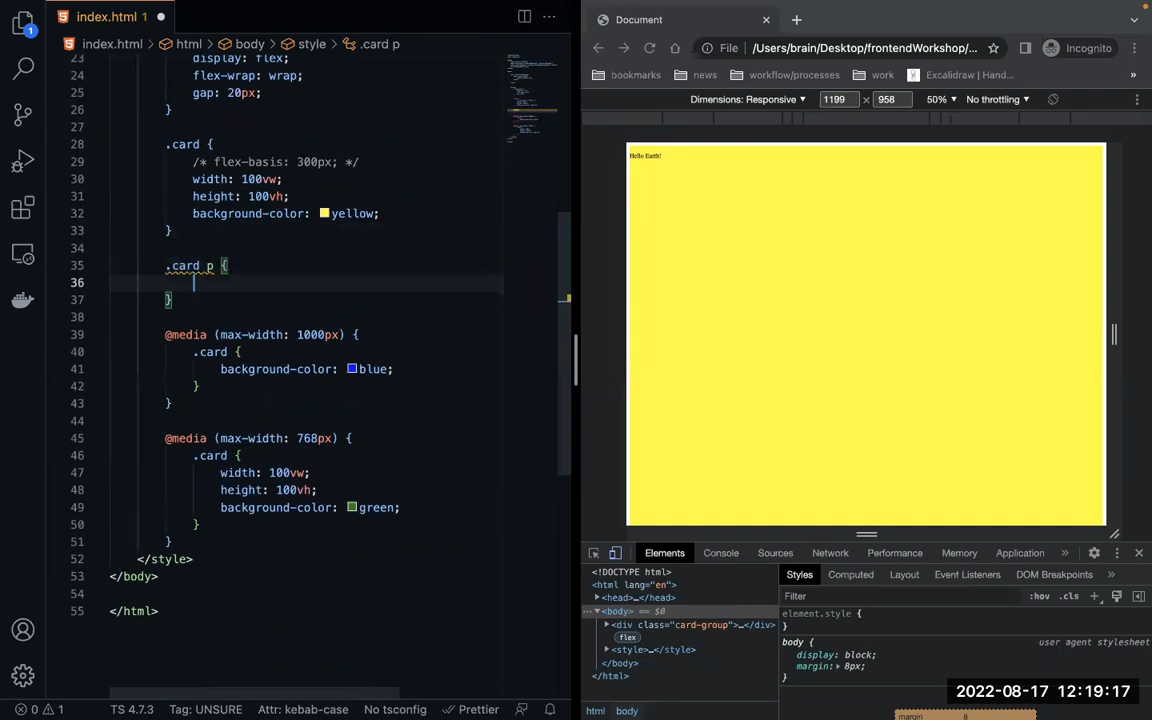 index.html 1
index.html > html > body > style > .card p
23 display: flex;
24 flex-wrap: wrap;
25 gap: 20px;
26 }
27
28 .card {
29 /* flex-basis: 300px; */
30 width: 100vw;
31 height: 100vh;
32 background-color: yellow;
33 }
34
35 .card p {
36
37 }
38
39 @media (max-width: 1000px) {
40 .card {
41 background-color: blue;
42 }
43 }
44
45 @media (max-width: 768px) {
46 .card {
47 width: 100vw;
48 height: 100vh;
49 background-color: green;
50 }
51 }
52 </style>
53 </body>
54
55 </html>
1
0 1 TS 4.7.3 Tag: UNSURE Attr: kebab-case No tsconfig Prettier
Document
File /Users/brain/Desktop/frontendWorkshop/... Incognito
bookmarks news workflow/processes work Excalidraw | Hand... »
Dimensions: Responsive 1199 × 958 50% No throttling
Hello Earth!
Elements Console Sources Network Performance Memory Application »
<!DOCTYPE html>
<html lang="en">
<head>…</head>
<body> == $0
<div class="card-group">…</div>
flex
<style>…</style>
</body>
</html>
html body
Styles Computed Layout Event Listeners DOM Breakpoints »
Filter :hov .cls
element.style {
}
body { user agent stylesheet
display: block;
margin: 8px;
}
margin 8
2022-08-17 12:19:17